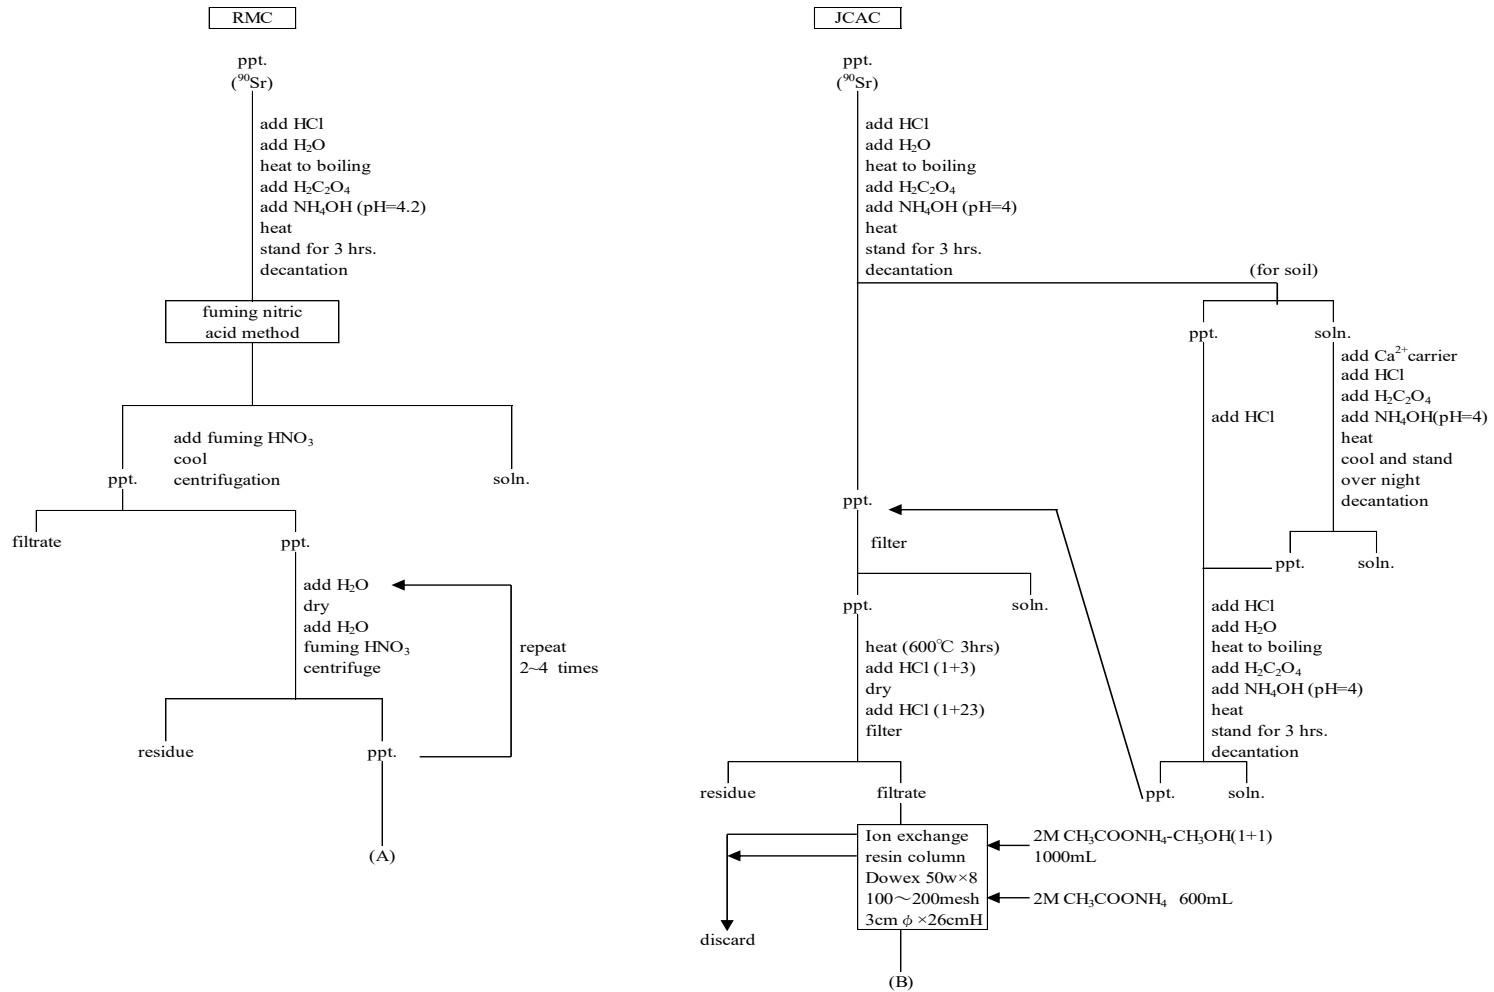 RMC
ppt.
(⁹⁰Sr)
add HCl
add H₂O
heat to boiling
add H₂C₂O₄
add NH₄OH (pH=4.2)
heat
stand for 3 hrs.
decantation
fuming nitric
acid method
add fuming HNO₃
cool
centrifugation
ppt.
soln.
filtrate
ppt.
add H₂O
dry
add H₂O
fuming HNO₃
centrifuge
repeat
2~4 times
residue
ppt.
(A)
JCAC
ppt.
(⁹⁰Sr)
add HCl
add H₂O
heat to boiling
add H₂C₂O₄
add NH₄OH (pH=4)
heat
stand for 3 hrs.
decantation
(for soil)
ppt.
soln.
add HCl
add Ca²⁺carrier
add HCl
add H₂C₂O₄
add NH₄OH(pH=4)
heat
cool and stand
over night
decantation
ppt.
soln.
add HCl
add H₂O
heat to boiling
add H₂C₂O₄
add NH₄OH (pH=4)
heat
stand for 3 hrs.
decantation
ppt.
soln.
ppt.
filter
ppt.
soln.
heat (600℃ 3hrs)
add HCl (1+3)
dry
add HCl (1+23)
filter
residue
filtrate
Ion exchange
resin column
Dowex 50w×8
100～200mesh
3cm φ ×26cmH
2M CH₃COONH₄-CH₃OH(1+1)
1000mL
2M CH₃COONH₄ 600mL
discard
(B)